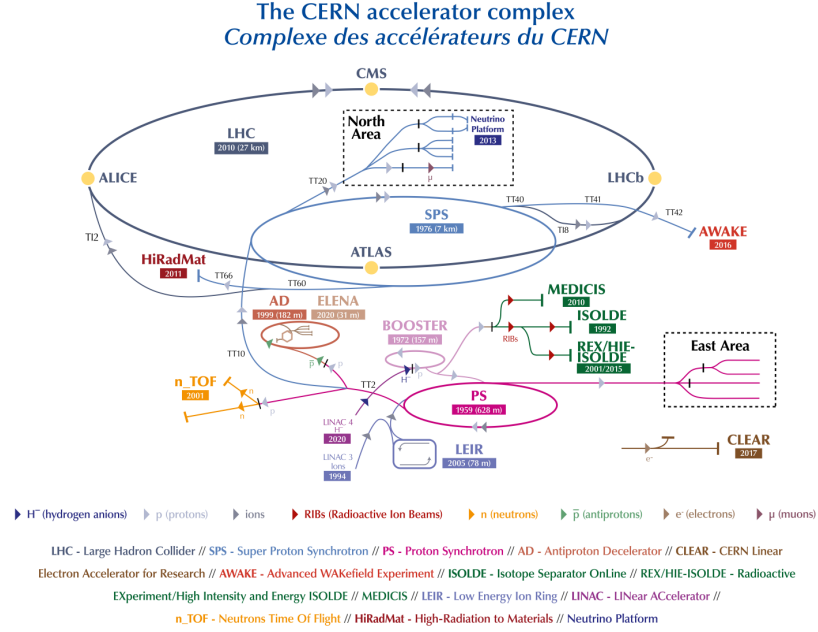 The CERN accelerator complex
Complexe des accélérateurs du CERN
CMS
North
Area
Neutrino
Platform
2013
LHC
2010 (27 km)
μ
TT20
ALICE
LHCb
TT40
TT41
SPS
1976 (7 km)
TT42
TI8
AWAKE
2016
TI2
ATLAS
HiRadMat
2011
TT66
TT60
AD
1999 (182 m)
ELENA
2020 (31 m)
MEDICIS
2010
ISOLDE
1992
BOOSTER
1972 (157 m)
RIBs
REX/HIE-
ISOLDE
2001/2015
East Area
TT10
p̅
p
H⁻
p
n_TOF
2001
n
n
p
TT2
PS
1959 (628 m)
LINAC 4
H⁻
2020
LINAC 3
Ions
1994
LEIR
2005 (78 m)
CLEAR
2017
e⁻
H⁻ (hydrogen anions)
p (protons)
ions
RIBs (Radioactive Ion Beams)
n (neutrons)
p̅ (antiprotons)
e⁻ (electrons)
μ (muons)
LHC - Large Hadron Collider // SPS - Super Proton Synchrotron // PS - Proton Synchrotron // AD - Antiproton Decelerator // CLEAR - CERN Linear
Electron Accelerator for Research // AWAKE - Advanced WAKefield Experiment // ISOLDE - Isotope Separator OnLine // REX/HIE-ISOLDE - Radioactive
EXperiment/High Intensity and Energy ISOLDE // MEDICIS // LEIR - Low Energy Ion Ring // LINAC - LINear ACcelerator //
n_TOF - Neutrons Time Of Flight // HiRadMat - High-Radiation to Materials // Neutrino Platform